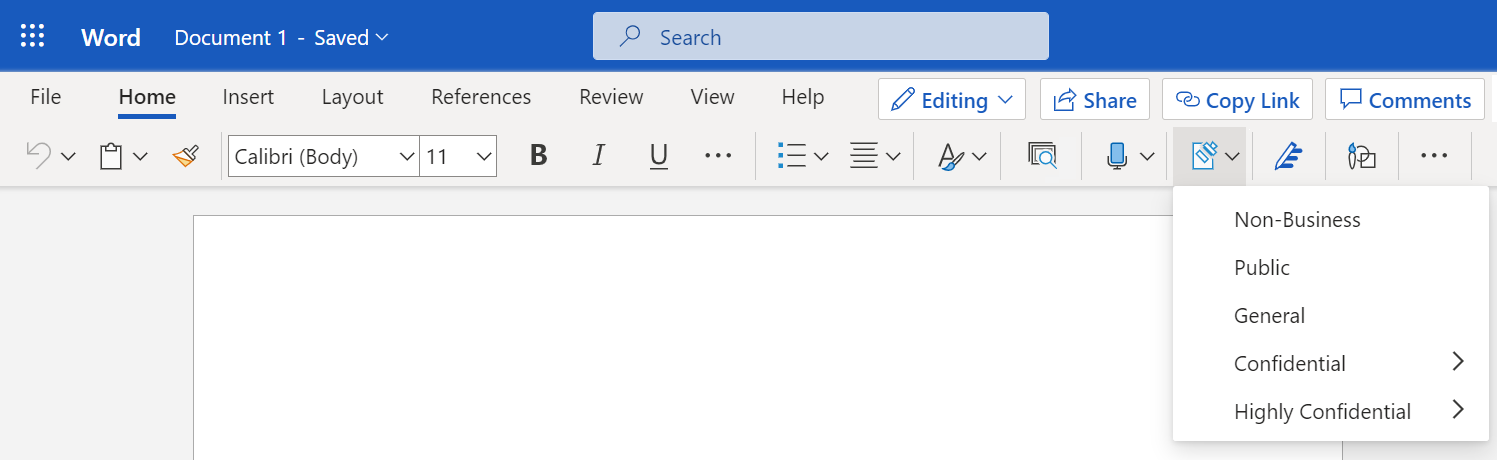 Word Document 1 - Saved Search
File Home Insert Layout References Review View Help Editing Share Copy Link Comments
Calibri (Body) 11 B I U
Non-Business
Public
General
Confidential
Highly Confidential